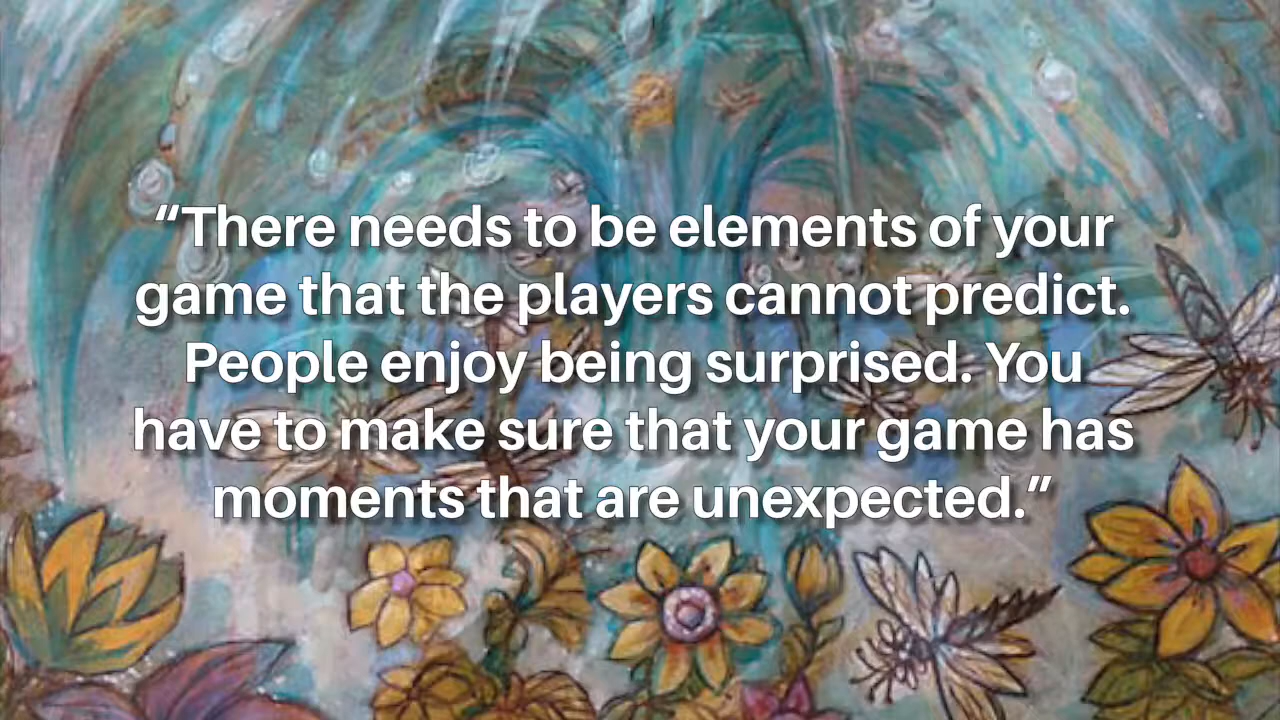 “There needs to be elements of your
game that the players cannot predict.
People enjoy being surprised. You
have to make sure that your game has
moments that are unexpected.”